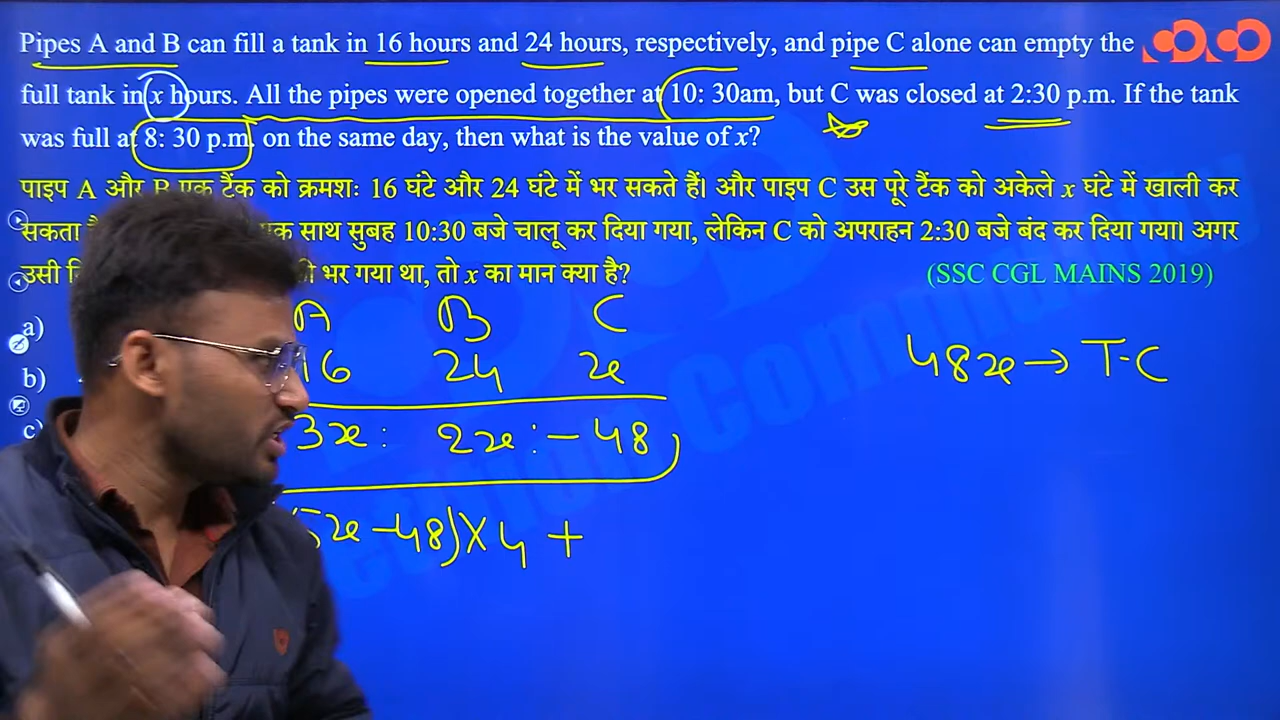 Pipes A and B can fill a tank in 16 hours and 24 hours, respectively, and pipe C alone can empty the
full tank in x hours. All the pipes were opened together at 10: 30am, but C was closed at 2:30 p.m. If the tank
was full at 8: 30 p.m. on the same day, then what is the value of x?
पाइप A और B एक टैंक को क्रमशः 16 घंटे और 24 घंटे में भर सकते हैं। और पाइप C उस पूरे टैंक को अकेले x घंटे में खाली कर
सकता साथ सुबह 10:30 बजे चालू कर दिया गया, लेकिन C को अपराहन 2:30 बजे बंद कर दिया गया। अगर
उसी भर गया था, तो x का मान क्या है?
(SSC CGL MAINS 2019)
a)
b)
c)
A B C
16 24 x
3x : 2x : -48
5x -48) X 4 +
48x → T-C